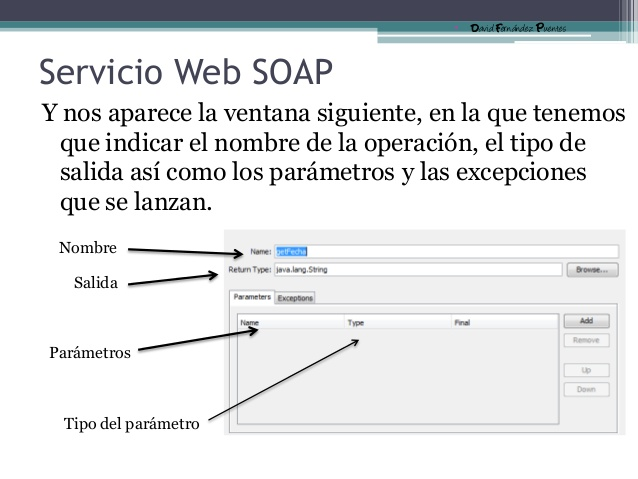 David Fernández Puentes
Servicio Web SOAP
Y nos aparece la ventana siguiente, en la que tenemos
que indicar el nombre de la operación, el tipo de
salida así como los parámetros y las excepciones
que se lanzan.
Nombre
Name: getFecha
Salida
Return Type: java.lang.String Browse...
Parameters Exceptions
Name Type Final Add
Remove
Parámetros
Up
Down
Tipo del parámetro